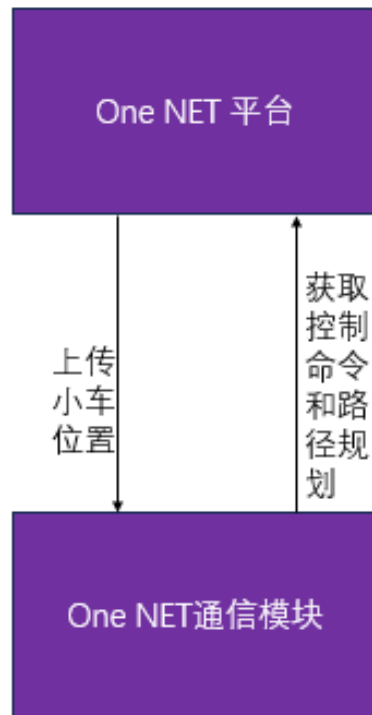 One NET 平台
上传
小车
位置
获取
控制
命令
和路
径规
划
One NET通信模块